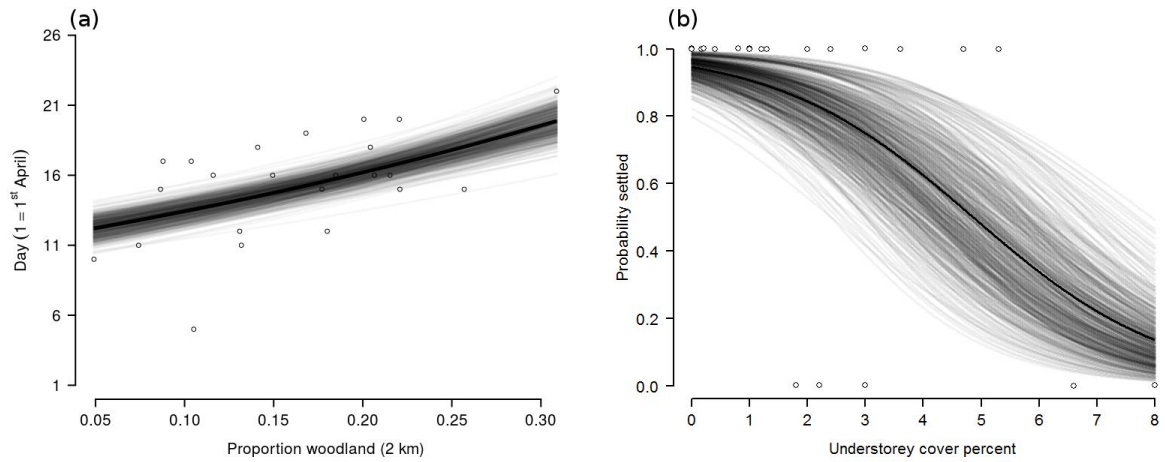 (a)
26
21
16
11
6
1
Day (1 = 1st April)
0.05 0.10 0.15 0.20 0.25 0.30
Proportion woodland (2 km)
(b)
1.0
0.8
0.6
0.4
0.2
0.0
Probability settled
0 1 2 3 4 5 6 7 8
Understorey cover percent